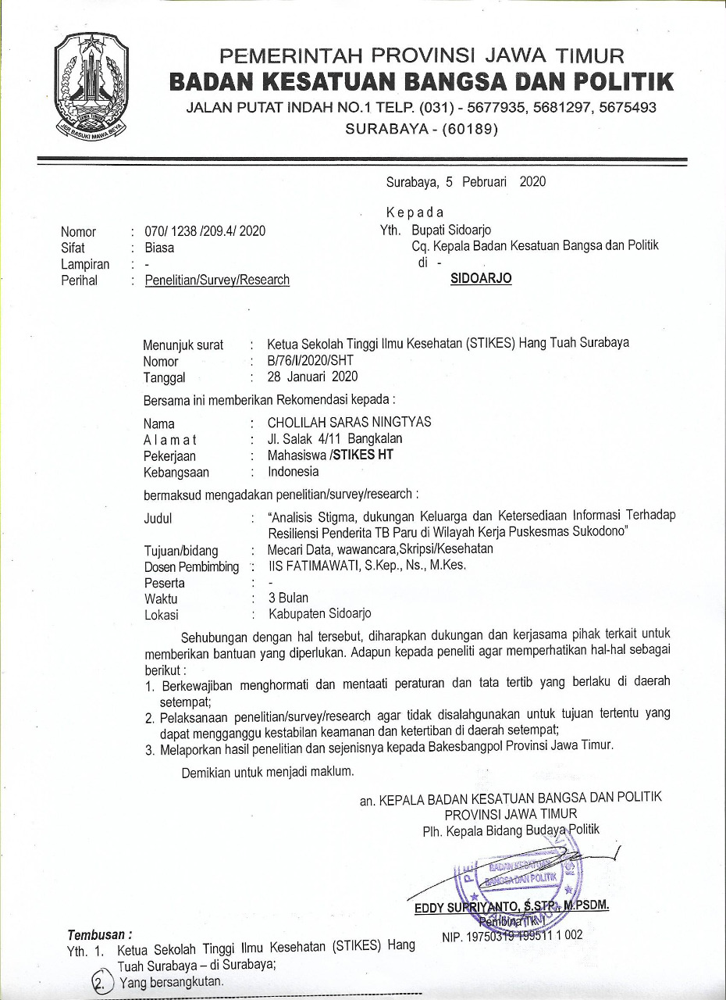 PEMERINTAH PROVINSI JAWA TIMUR
BADAN KESATUAN BANGSA DAN POLITIK
JALAN PUTAT INDAH NO.1 TELP. (031) - 5677935, 5681297, 5675493
SURABAYA - (60189)
JER BASUKI MAWA BEYA
Surabaya, 5 Pebruari 2020
Kepada
Yth. Bupati Sidoarjo
Cq. Kepala Badan Kesatuan Bangsa dan Politik
di -
SIDOARJO
Nomor : 070/ 1238 /209.4/ 2020
Sifat : Biasa
Lampiran : -
Perihal : Penelitian/Survey/Research
Menunjuk surat : Ketua Sekolah Tinggi Ilmu Kesehatan (STIKES) Hang Tuah Surabaya
Nomor : B/76/I/2020/SHT
Tanggal : 28 Januari 2020
Bersama ini memberikan Rekomendasi kepada :
Nama : CHOLILAH SARAS NINGTYAS
Alamat : Jl. Salak 4/11 Bangkalan
Pekerjaan : Mahasiswa /STIKES HT
Kebangsaan : Indonesia
bermaksud mengadakan penelitian/survey/research :
Judul : “Analisis Stigma, dukungan Keluarga dan Ketersediaan Informasi Terhadap
Resiliensi Penderita TB Paru di Wilayah Kerja Puskesmas Sukodono”
Tujuan/bidang : Mecari Data, wawancara,Skripsi/Kesehatan
Dosen Pembimbing : IIS FATIMAWATI, S.Kep., Ns., M.Kes.
Peserta : -
Waktu : 3 Bulan
Lokasi : Kabupaten Sidoarjo
Sehubungan dengan hal tersebut, diharapkan dukungan dan kerjasama pihak terkait untuk
memberikan bantuan yang diperlukan. Adapun kepada peneliti agar memperhatikan hal-hal sebagai
berikut :
1. Berkewajiban menghormati dan mentaati peraturan dan tata tertib yang berlaku di daerah
setempat;
2. Pelaksanaan penelitian/survey/research agar tidak disalahgunakan untuk tujuan tertentu yang
dapat mengganggu kestabilan keamanan dan ketertiban di daerah setempat;
3. Melaporkan hasil penelitian dan sejenisnya kepada Bakesbangpol Provinsi Jawa Timur.
Demikian untuk menjadi maklum.
an. KEPALA BADAN KESATUAN BANGSA DAN POLITIK
PROVINSI JAWA TIMUR
Plh. Kepala Bidang Budaya Politik
BADAN KESATUAN
BANGSA DAN POLITIK
EDDY SUPRIYANTO, S.STP., M.PSDM.
Pembina Tk. I
NIP. 19750319 199511 1 002
Tembusan :
Yth. 1. Ketua Sekolah Tinggi Ilmu Kesehatan (STIKES) Hang
Tuah Surabaya – di Surabaya;
2. Yang bersangkutan.